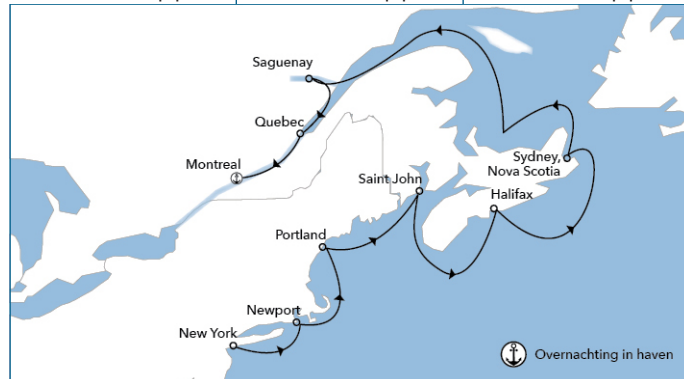 Saguenay
Quebec
Montreal
Sydney,
Nova Scotia
Saint John
Halifax
Portland
Newport
New York
Overnachting in haven